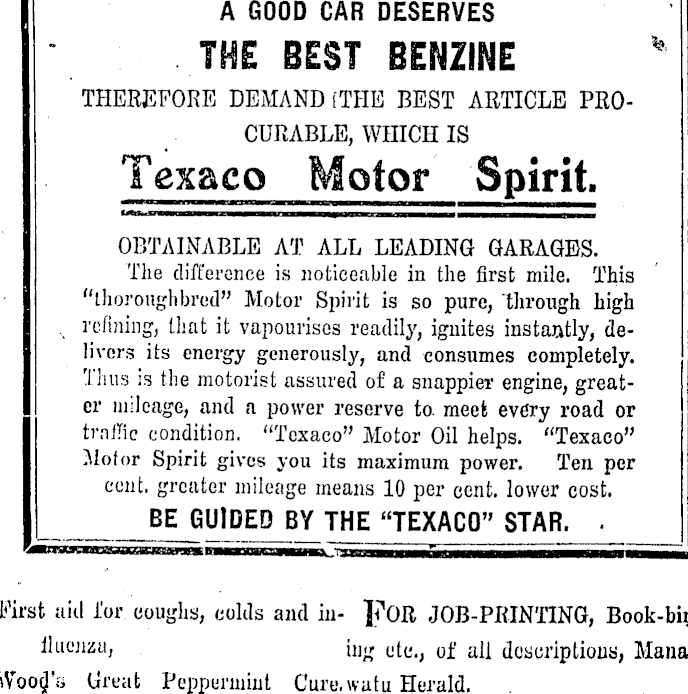 A GOOD CAR DESERVES
THE BEST BENZINE
THEREFORE DEMAND THE BEST ARTICLE PRO-
CURABLE, WHICH IS
Texaco Motor Spirit.
OBTAINABLE AT ALL LEADING GARAGES.
The difference is noticeable in the first mile. This
"thoroughbred" Motor Spirit is so pure, through high
refining, that it vapourises readily, ignites instantly, de-
livers its energy generously, and consumes completely.
Thus is the motorist assured of a snappier engine, great-
er mileage, and a power reserve to meet every road or
traffic condition. "Texaco" Motor Oil helps. "Texaco"
Motor Spirit gives you its maximum power. Ten per
cent. greater mileage means 10 per cent. lower cost.
BE GUIDED BY THE "TEXACO" STAR.
First aid for coughs, colds and in-
fluenza,
Wood's Great Peppermint Cure.
FOR JOB-PRINTING, Book-bin
ing etc., of all descriptions, Mana
watu Herald.